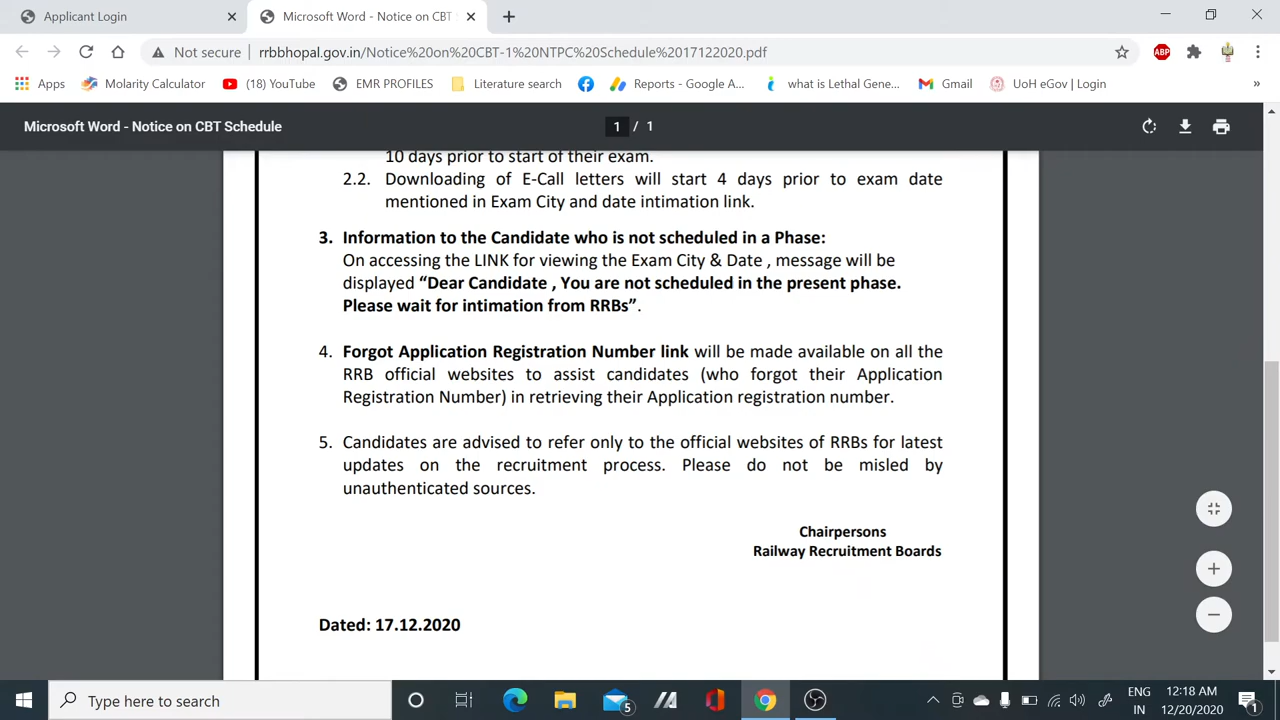 Applicant Login
Microsoft Word - Notice on CBT
Not secure
rrbbhopal.gov.in/Notice%20on%20CBT-1%20NTPC%20Schedule%2017122020.pdf
ABP
Apps
Molarity Calculator
(18) YouTube
EMR PROFILES
Literature search
Reports - Google A...
what is Lethal Gene...
Gmail
UoH eGov | Login
»
Microsoft Word - Notice on CBT Schedule
1 / 1
10 days prior to start of their exam.
2.2. Downloading of E-Call letters will start 4 days prior to exam date
mentioned in Exam City and date intimation link.
3. Information to the Candidate who is not scheduled in a Phase:
On accessing the LINK for viewing the Exam City & Date , message will be
displayed “Dear Candidate , You are not scheduled in the present phase.
Please wait for intimation from RRBs”.
4. Forgot Application Registration Number link will be made available on all the
RRB official websites to assist candidates (who forgot their Application
Registration Number) in retrieving their Application registration number.
5. Candidates are advised to refer only to the official websites of RRBs for latest
updates on the recruitment process. Please do not be misled by
unauthenticated sources.
Chairpersons
Railway Recruitment Boards
Dated: 17.12.2020
Type here to search
5
ENG
IN
12:18 AM
12/20/2020
1